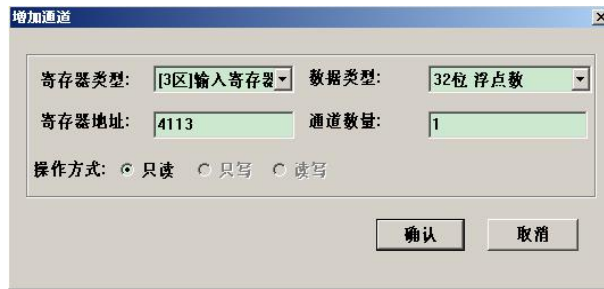 增加通道
寄存器类型: [3区]输入寄存器 数据类型: 32位 浮点数
寄存器地址: 4113 通道数量: 1
操作方式: 只读 只写 读写
确认 取消